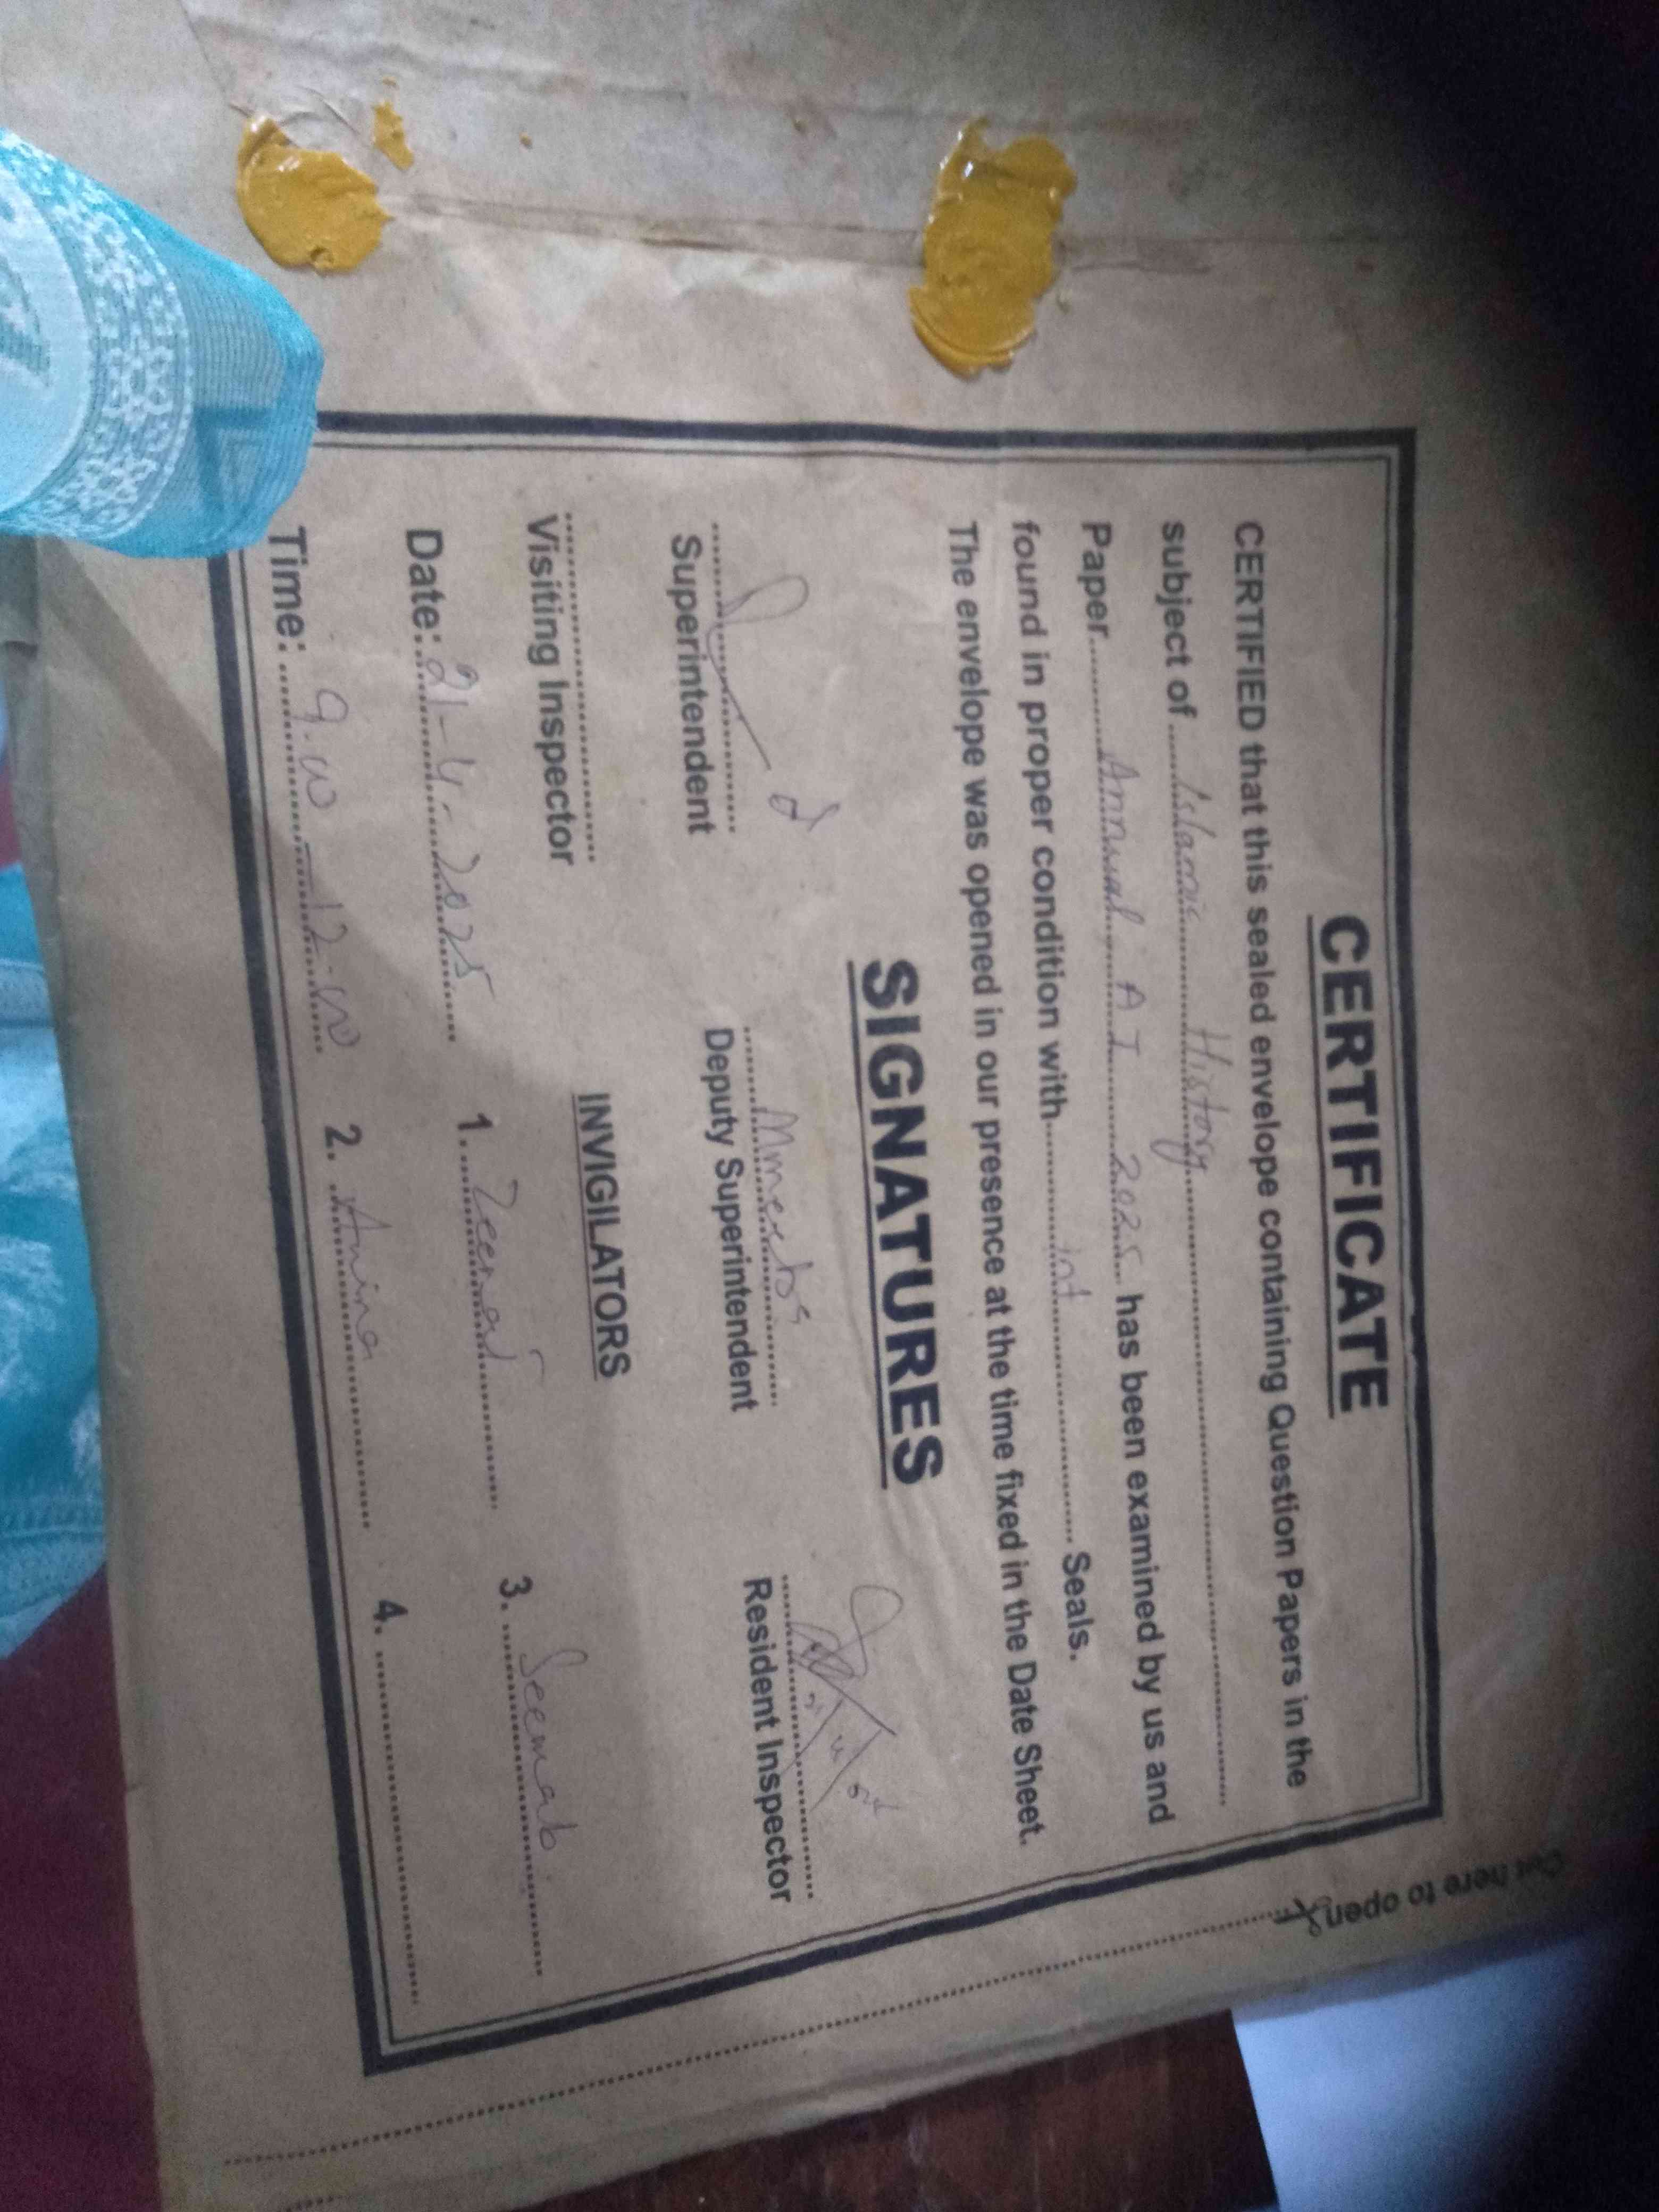 CERTIFICATE
CERTIFIED that this sealed envelope containing Question Papers in the
subject of Islamic History
Paper Annual A I 2025 has been examined by us and
found in proper condition with Int Seals.
The envelope was opened in our presence at the time fixed in the Date Sheet.
SIGNATURES
Superintendent Deputy Superintendent Resident Inspector
Visiting Inspector
INVIGILATORS
Date: 21-4-2025 1. Zeenat 3. Seemab
Time: 9.00-12.00 2. Amina 4.
Cut here to open